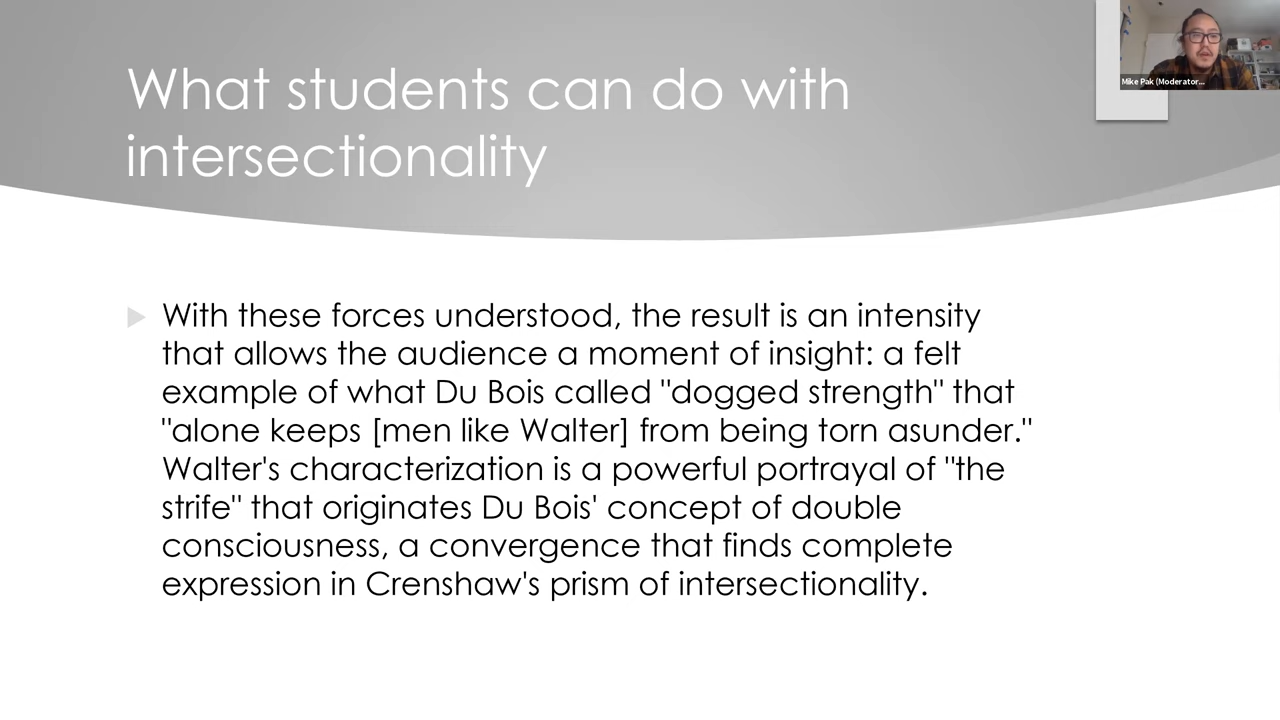 What students can do with
intersectionality
Mike Pak (Moderator...
With these forces understood, the result is an intensity
that allows the audience a moment of insight: a felt
example of what Du Bois called "dogged strength" that
"alone keeps [men like Walter] from being torn asunder."
Walter's characterization is a powerful portrayal of "the
strife" that originates Du Bois' concept of double
consciousness, a convergence that finds complete
expression in Crenshaw's prism of intersectionality.